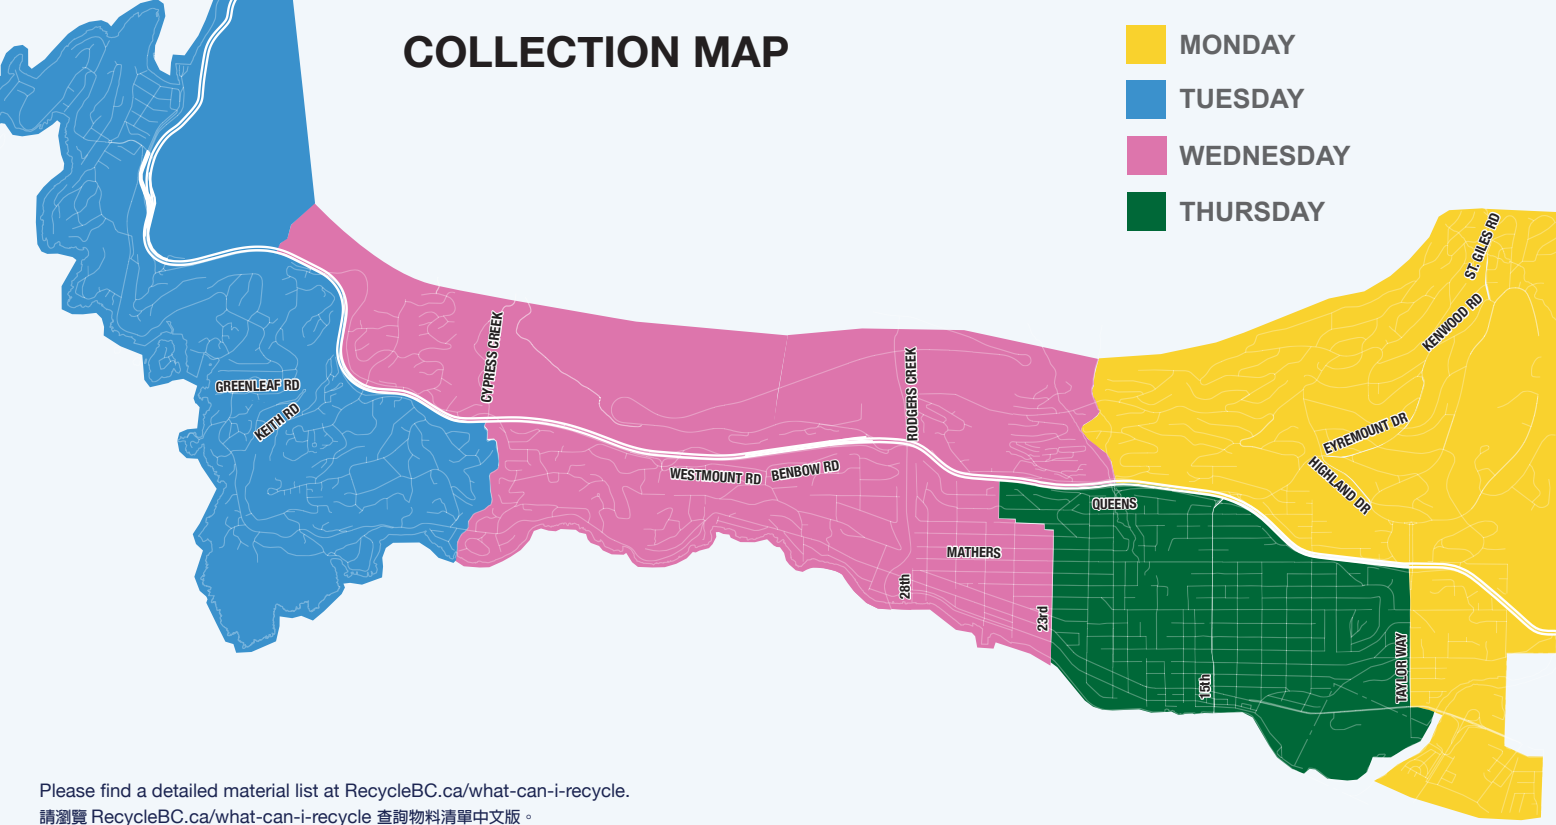 COLLECTION MAP
MONDAY
TUESDAY
WEDNESDAY
THURSDAY
ST. GILES RD
KENWOOD RD
CYPRESS CREEK
RODGERS CREEK
GREENLEAF RD
KEITH RD
EYREMOUNT DR
HIGHLAND DR
WESTMOUNT RD
BENBOW RD
QUEENS
MATHERS
28th
23rd
15th
TAYLOR WAY
Please find a detailed material list at RecycleBC.ca/what-can-i-recycle.
請瀏覽 RecycleBC.ca/what-can-i-recycle 查詢物料清單中文版。